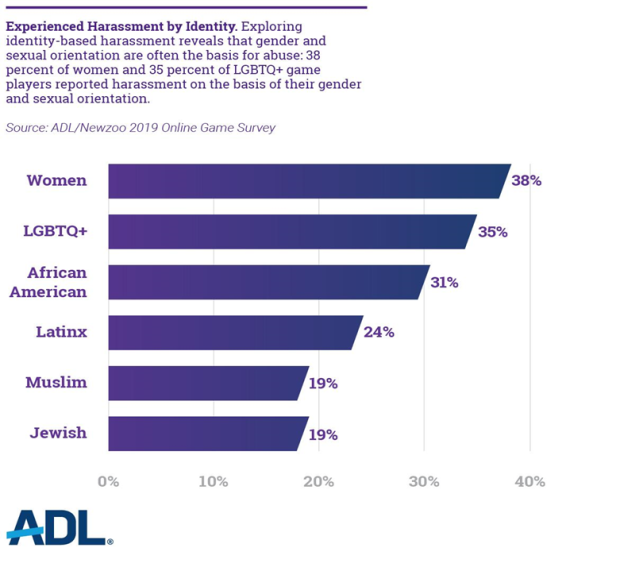 Experienced Harassment by Identity. Exploring
identity-based harassment reveals that gender and
sexual orientation are often the basis for abuse: 38
percent of women and 35 percent of LGBTQ+ game
players reported harassment on the basis of their gender
and sexual orientation.
Source: ADL/Newzoo 2019 Online Game Survey
Women 38%
LGBTQ+ 35%
African
American 31%
Latinx 24%
Muslim 19%
Jewish 19%
0% 10% 20% 30% 40%
ADL®